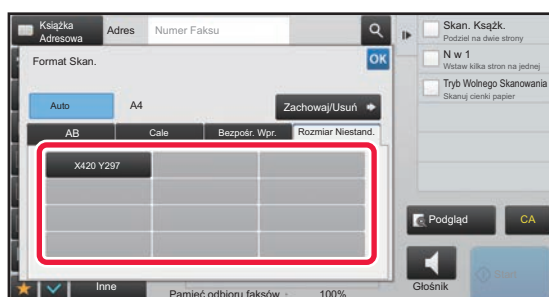 Książka
Adresowa
Adres
Numer Faksu
Format Skan.
OK
Auto
A4
Zachowaj/Usuń
AB
Cale
Bezpośr. Wpr.
Rozmiar Niestand.
X420 Y297
Inne
Pamięć odbioru faksów
100%
Skan. Książk.
Podziel na dwie strony
N w 1
Wstaw kilka stron na jednej
Tryb Wolnego Skanowania
Skanuj cienki papier
Podgląd
CA
Głośnik
Start